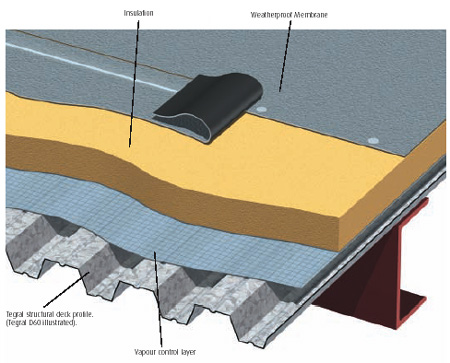 Insulation
Weatherproof Membrane
Tegral structural deck profile.
(Tegral D60 illustrated).
Vapour control layer